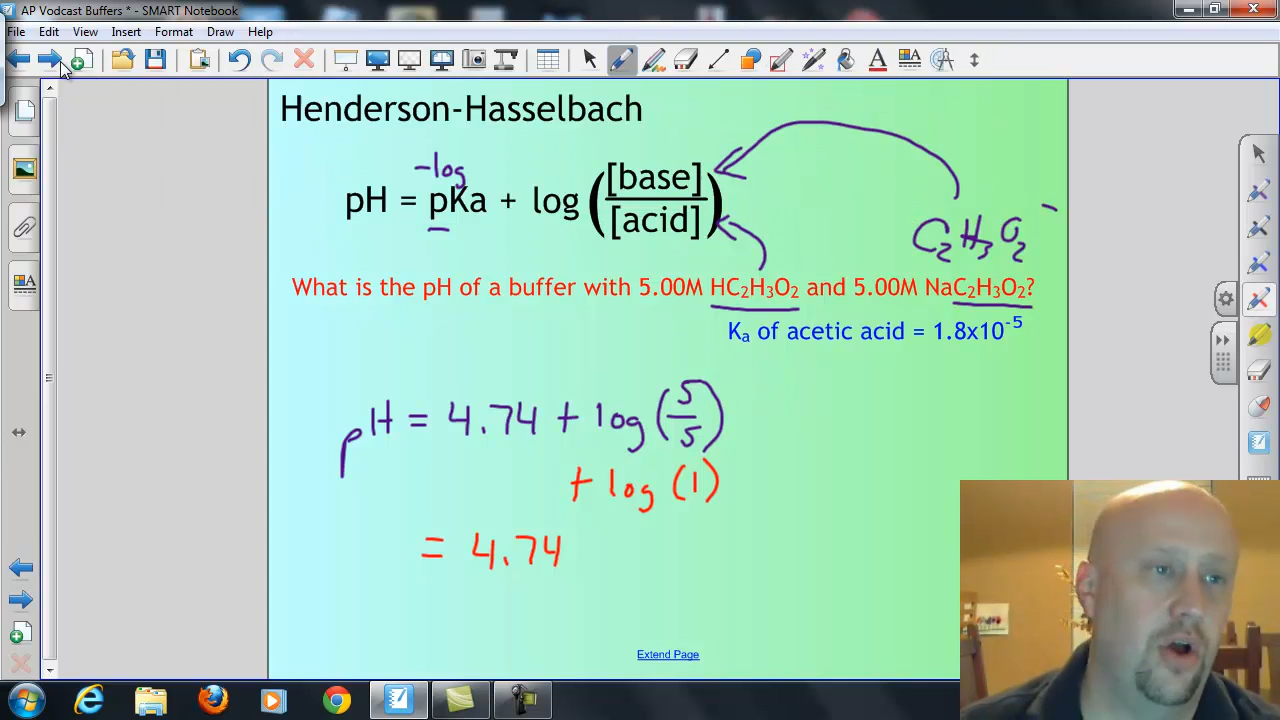 AP Vodcast Buffers * - SMART Notebook
File Edit View Insert Format Draw Help
Henderson-Hasselbach
-log
pH = pKa + log ([base]/[acid])
C₂H₃O₂⁻
What is the pH of a buffer with 5.00M HC₂H₃O₂ and 5.00M NaC₂H₃O₂?
Kₐ of acetic acid = 1.8x10⁻⁵
pH = 4.74 + log (5/5)
+ log (1)
= 4.74
Extend Page